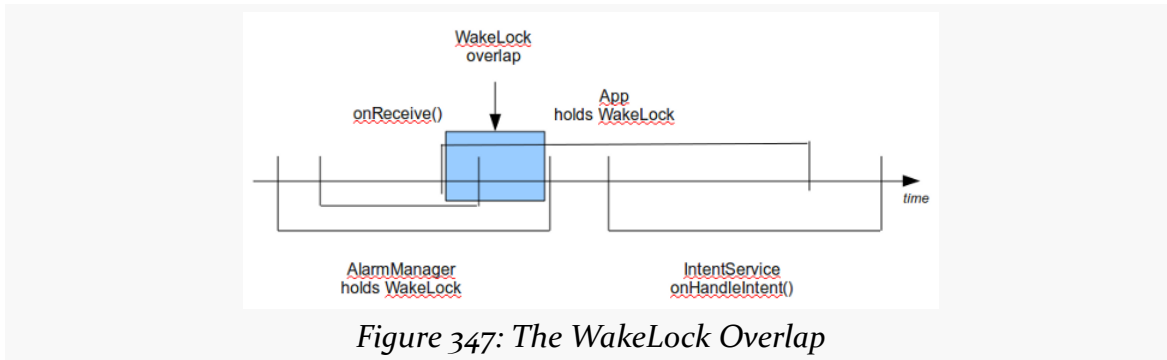 WakeLock
overlap
onReceive()
App
holds WakeLock
time
AlarmManager
holds WakeLock
IntentService
onHandleIntent()
Figure 347: The WakeLock Overlap